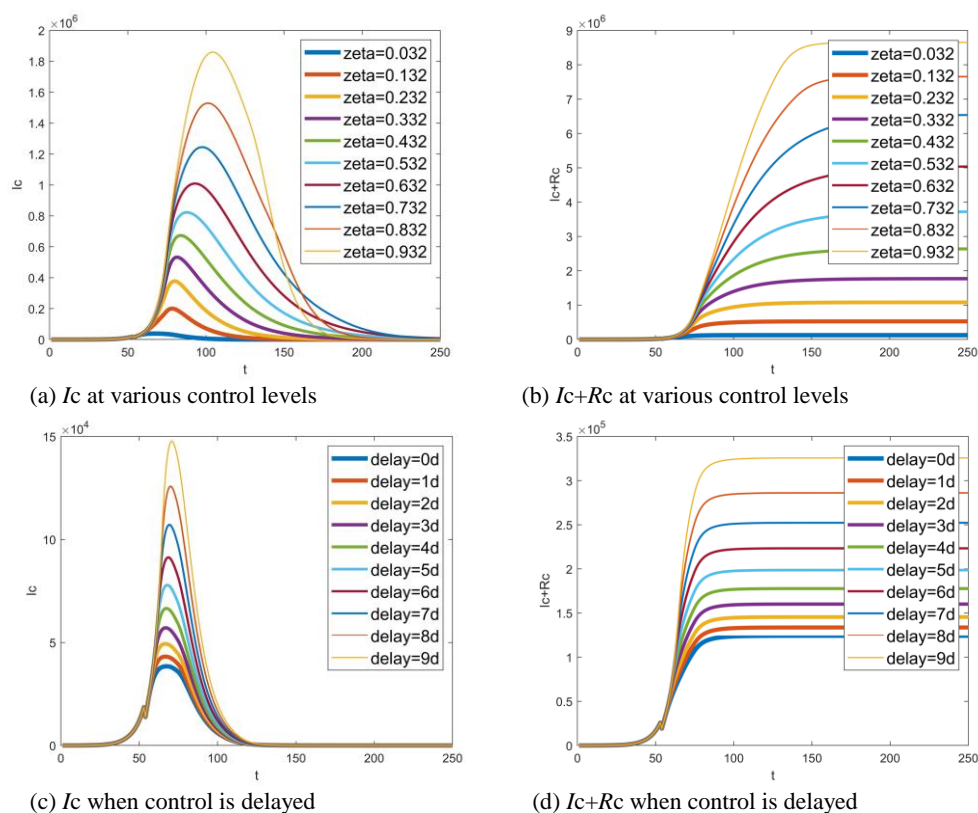 ×10⁶
2
1.8
1.6
1.4
1.2
1
0.8
0.6
0.4
0.2
0
Ic
0 50 100 150 200 250
t
zeta=0.032
zeta=0.132
zeta=0.232
zeta=0.332
zeta=0.432
zeta=0.532
zeta=0.632
zeta=0.732
zeta=0.832
zeta=0.932
(a) Ic at various control levels
×10⁶
9
8
7
6
5
4
3
2
1
0
Ic+Rc
0 50 100 150 200 250
t
zeta=0.032
zeta=0.132
zeta=0.232
zeta=0.332
zeta=0.432
zeta=0.532
zeta=0.632
zeta=0.732
zeta=0.832
zeta=0.932
(b) Ic+Rc at various control levels
×10⁴
15
10
5
0
Ic
0 50 100 150 200 250
t
delay=0d
delay=1d
delay=2d
delay=3d
delay=4d
delay=5d
delay=6d
delay=7d
delay=8d
delay=9d
(c) Ic when control is delayed
×10⁵
3.5
3
2.5
2
1.5
1
0.5
0
Ic+Rc
0 50 100 150 200 250
t
delay=0d
delay=1d
delay=2d
delay=3d
delay=4d
delay=5d
delay=6d
delay=7d
delay=8d
delay=9d
(d) Ic+Rc when control is delayed